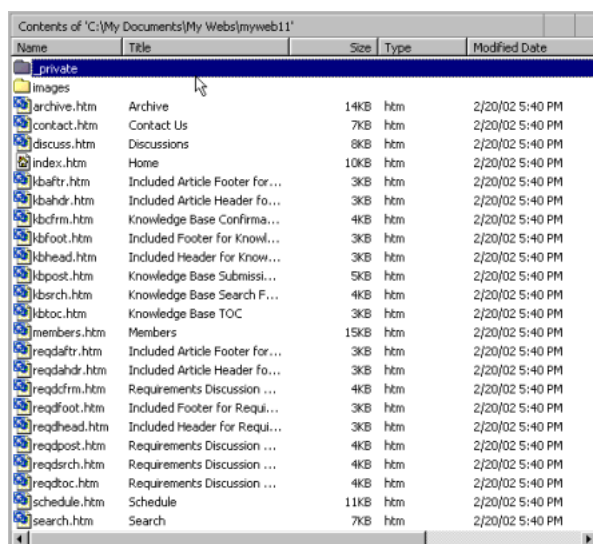 Contents of 'C:\My Documents\My Webs\myweb11'
Name Title Size Type Modified Date
_private
images
archive.htm Archive 14KB htm 2/20/02 5:40 PM
contact.htm Contact Us 7KB htm 2/20/02 5:40 PM
discuss.htm Discussions 8KB htm 2/20/02 5:40 PM
index.htm Home 10KB htm 2/20/02 5:40 PM
kbaftr.htm Included Article Footer for... 3KB htm 2/20/02 5:40 PM
kbahdr.htm Included Article Header fo... 3KB htm 2/20/02 5:40 PM
kbcfrm.htm Knowledge Base Confirma... 4KB htm 2/20/02 5:40 PM
kbfoot.htm Included Footer for Knowl... 3KB htm 2/20/02 5:40 PM
kbhead.htm Included Header for Know... 3KB htm 2/20/02 5:40 PM
kbpost.htm Knowledge Base Submissi... 5KB htm 2/20/02 5:40 PM
kbsrch.htm Knowledge Base Search F... 4KB htm 2/20/02 5:40 PM
kbtoc.htm Knowledge Base TOC 3KB htm 2/20/02 5:40 PM
members.htm Members 15KB htm 2/20/02 5:40 PM
reqdaftr.htm Included Article Footer for... 3KB htm 2/20/02 5:40 PM
reqdahdr.htm Included Article Header fo... 3KB htm 2/20/02 5:40 PM
reqdcfrm.htm Requirements Discussion ... 4KB htm 2/20/02 5:40 PM
reqdfoot.htm Included Footer for Requi... 3KB htm 2/20/02 5:40 PM
reqdhead.htm Included Header for Requi... 3KB htm 2/20/02 5:40 PM
reqdpost.htm Requirements Discussion ... 4KB htm 2/20/02 5:40 PM
reqdsrch.htm Requirements Discussion ... 4KB htm 2/20/02 5:40 PM
reqdtoc.htm Requirements Discussion ... 4KB htm 2/20/02 5:40 PM
schedule.htm Schedule 11KB htm 2/20/02 5:40 PM
search.htm Search 7KB htm 2/20/02 5:40 PM